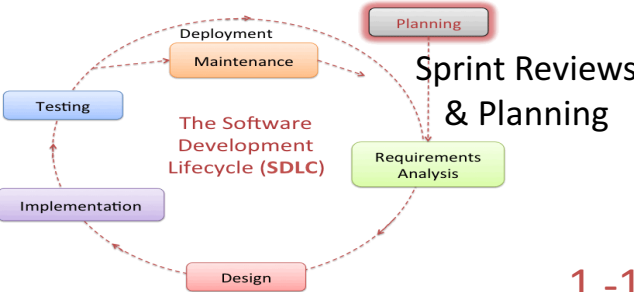 Planning
Deployment
Maintenance
Sprint Reviews
& Planning
Testing
The Software
Development
Lifecycle (SDLC)
Requirements
Analysis
Implementation
Design
1 -1